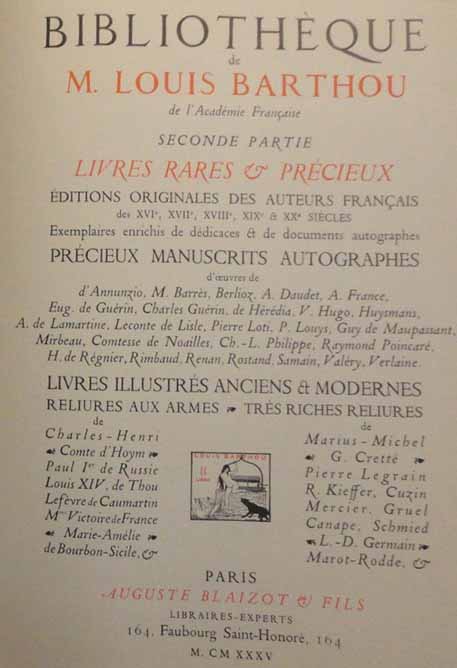 BIBLIOTHÈQUE
de
M. LOUIS BARTHOU
de l'Académie Française
SECONDE PARTIE
LIVRES RARES & PRÉCIEUX
ÉDITIONS ORIGINALES DES AUTEURS FRANÇAIS
des XVIe, XVIIe, XVIIIe, XIXe & XXe SIÈCLES
Exemplaires enrichis de dédicaces & de documents autographes
PRÉCIEUX MANUSCRITS AUTOGRAPHES
d'œuvres de
d'Annunzio, M. Barrès, Berlioz, A. Daudet, A. France,
Eug. de Guérin, Charles Guérin, de Hérédia, V. Hugo, Huysmans,
A. de Lamartine, Leconte de Lisle, Pierre Loti, P. Louys, Guy de Maupassant,
Mirbeau, Comtesse de Noailles, Ch.-L. Philippe, Raymond Poincaré,
H. de Régnier, Rimbaud, Renan, Rostand, Samain, Valéry, Verlaine.
LIVRES ILLUSTRÉS ANCIENS & MODERNES
RELIURES AUX ARMES ❧ TRÉS RICHES RELIURES
de
Charles-Henri
Comte d'Hoym
Paul Ier de Russie
Louis XIV, de Thou
Lefèvre de Caumartin
Mme Victoire de France
Marie-Amélie
de Bourbon-Sicile, &
LOUIS BARTHOU
de
Marius-Michel
G. Cretté
Pierre Legrain
R. Kieffer, Cuzin
Mercier, Gruel
Canape, Schmied
L.-D. Germain
Marot-Rodde, &
PARIS
AUGUSTE BLAIZOT & FILS
LIBRAIRES-EXPERTS
164, Faubourg Saint-Honoré, 164
M. CM XXXV